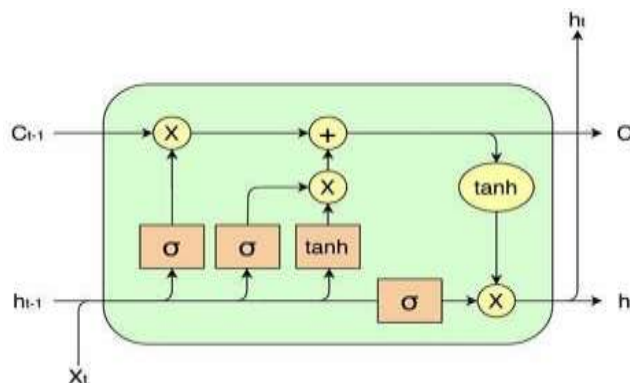 hₜ
Cₜ₋₁ X + C
X tanh
σ σ tanh
hₜ₋₁ σ X h
Xₜ